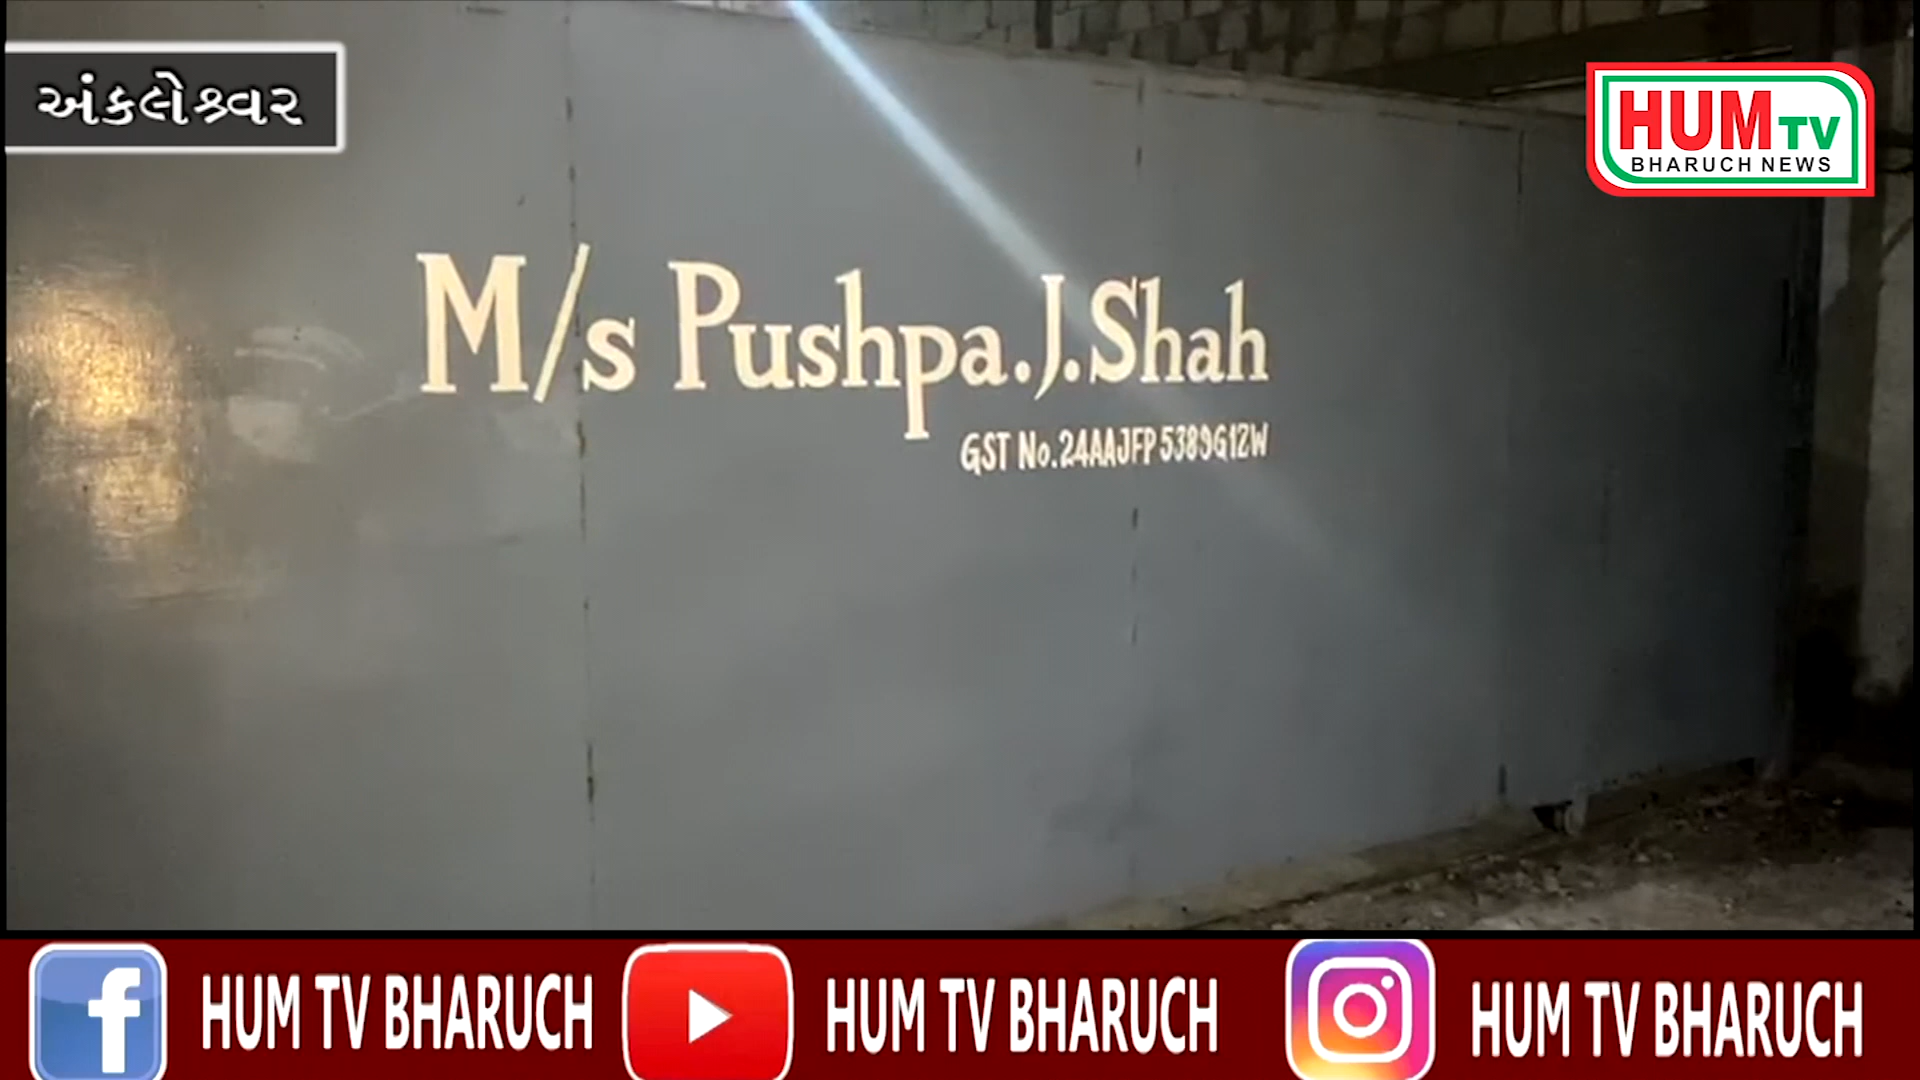 અંકલેશ્વર
HUM TV
BHARUCH NEWS
M/s Pushpa.J.Shah
GST No.24AAJFP5389G1ZW
HUM TV BHARUCH
HUM TV BHARUCH
HUM TV BHARUCH